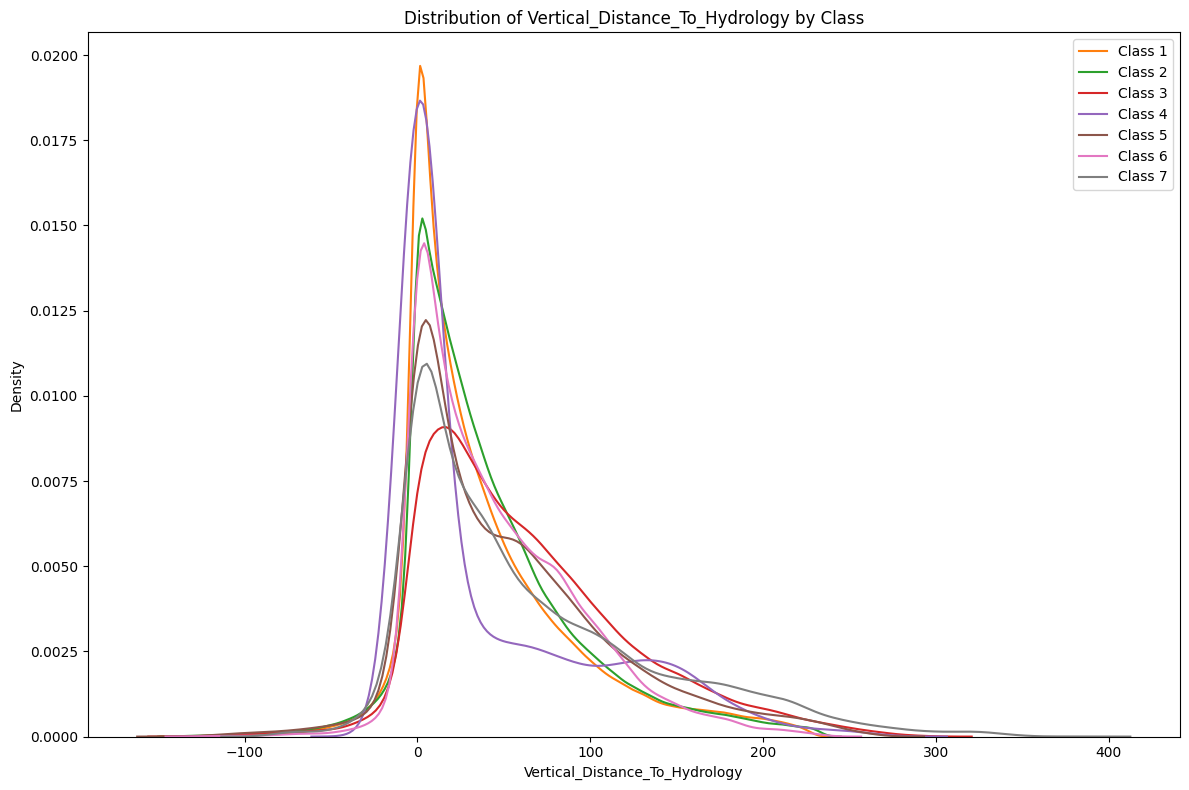 Distribution of Vertical_Distance_To_Hydrology by Class
Class 1
Class 2
Class 3
Class 4
Class 5
Class 6
Class 7
0.0200
0.0175
0.0150
0.0125
0.0100
0.0075
0.0050
0.0025
0.0000
Density
−100
0
100
200
300
400
Vertical_Distance_To_Hydrology